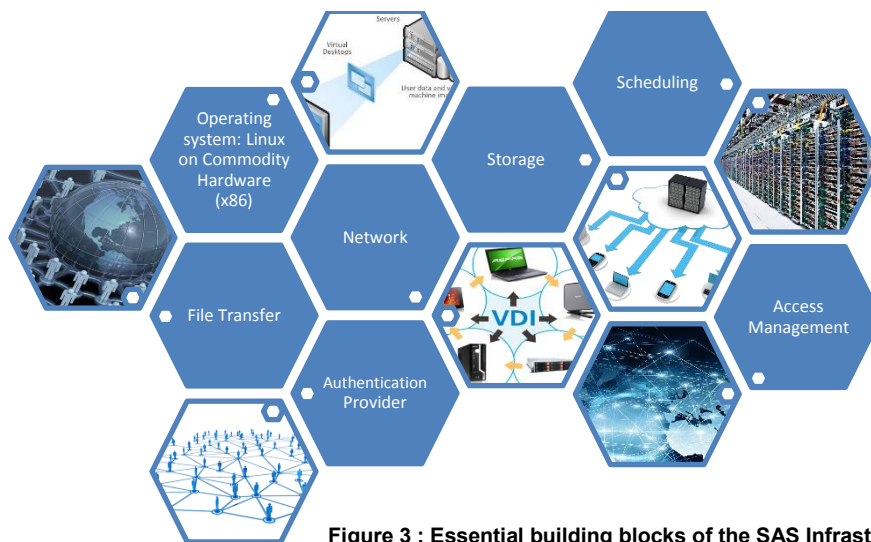 Servers
Virtual
Desktops
User data and v
machine ima
Scheduling
Operating
system: Linux
on Commodity
Hardware
(x86)
Storage
Network
File Transfer
VDI
Access
Management
Authentication
Provider
Figure 3 : Essential building blocks of the SAS Infrast